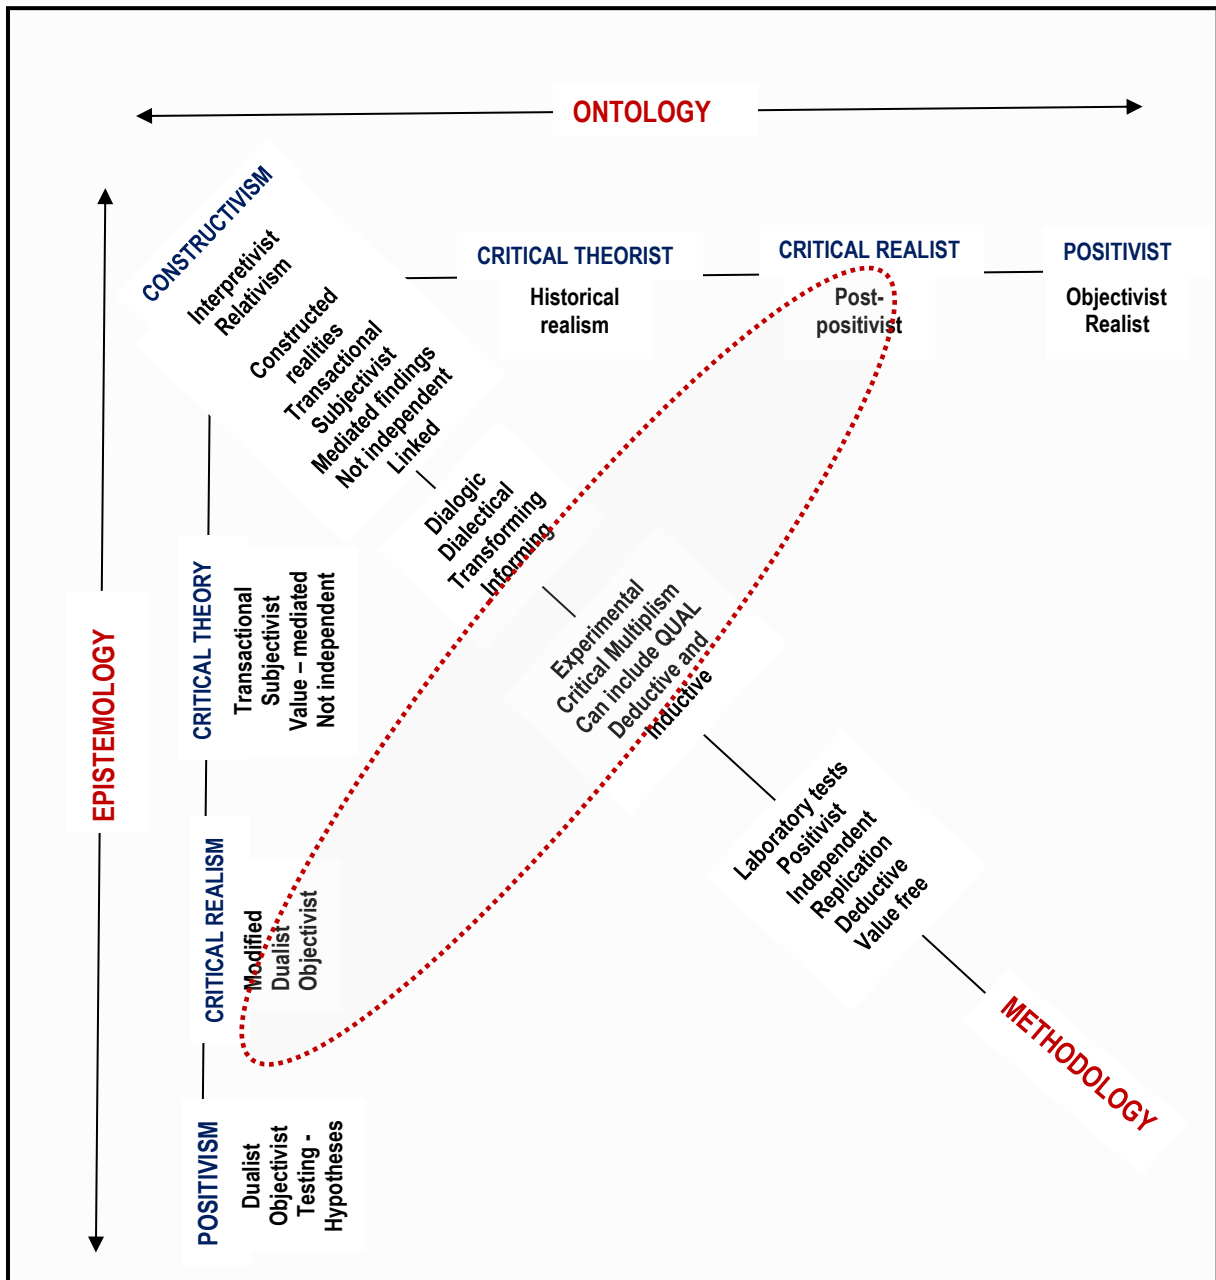 ONTOLOGY
CONSTRUCTIVISM
Interpretivist
Relativism
Constructed
realities
Transactional
Subjectivist
Mediated findings
Not independent
Linked
CRITICAL THEORIST
Historical
realism
CRITICAL REALIST
Post-
positivist
POSITIVIST
Objectivist
Realist
Dialogic
Dialectical
Transforming
Informing
Experimental
Critical Multiplism
Can include QUAL
Deductive and
Inductive
Laboratory tests
Positivist
Independent
Replication
Deductive
Value free
METHODOLOGY
EPISTEMOLOGY
CRITICAL THEORY
Transactional
Subjectivist
Value – mediated
Not independent
CRITICAL REALISM
Modified
Dualist
Objectivist
POSITIVISM
Dualist
Objectivist
Testing -
Hypotheses